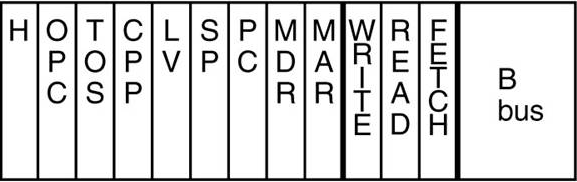 H
OPC
TOS
CPP
LV
SP
PC
MDR
MAR
WRITE
READ
FETCH
B
bus